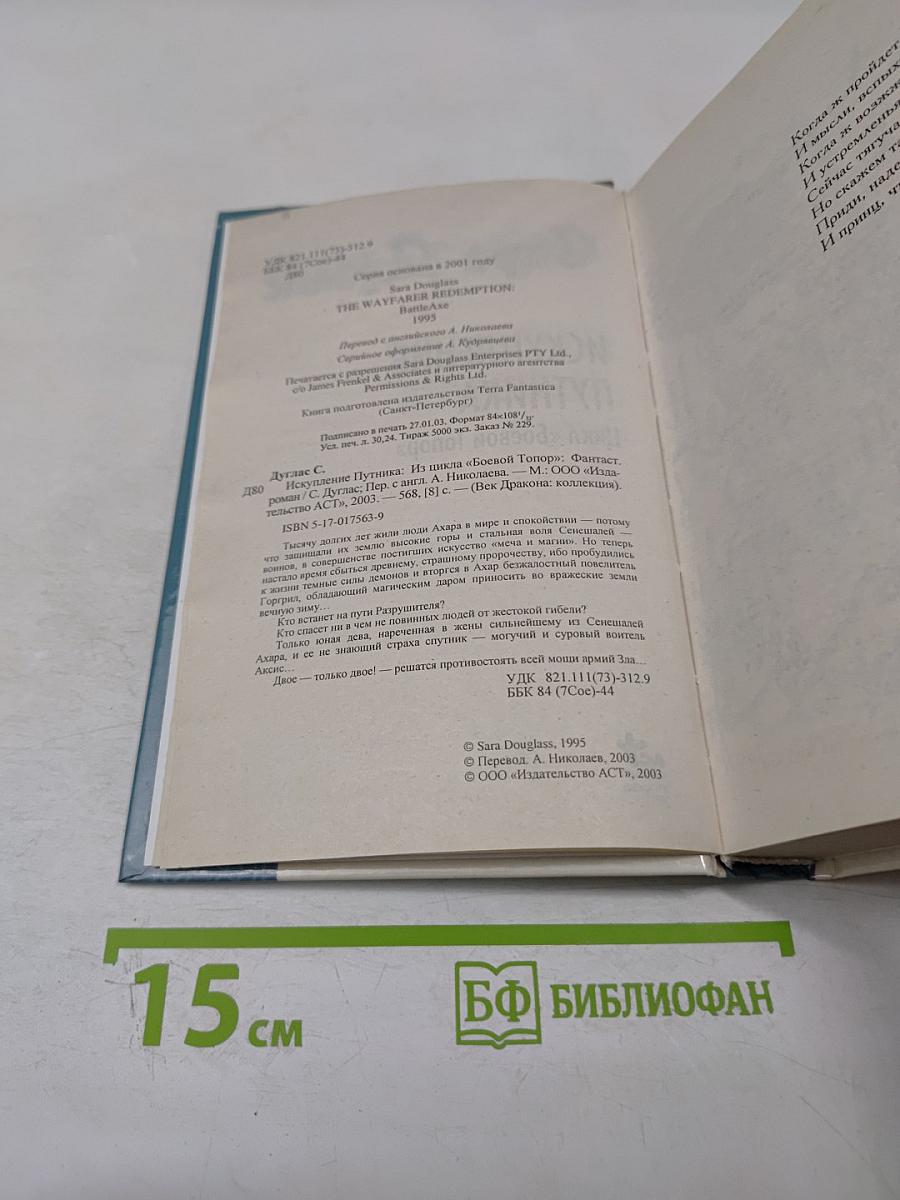 УДК 821.111(73)-312.9
ББК 84 (7Сое)-44
Д80
Серия основана в 2001 году
Sara Douglass
THE WAYFARER REDEMPTION:
BattleAxe
1995
Перевод с английского А. Николаева
Серийное оформление А. Кудрявцева
Печатается с разрешения Sara Douglass Enterprises PTY Ltd.,
c/o James Frenkel & Associates и литературного агентства
Permissions & Rights Ltd.
Книга подготовлена издательством Terra Fantastica
(Санкт-Петербург)
Подписано в печать 27.01.03. Формат 84×108 1/32.
Усл. печ. л. 30,24. Тираж 5000 экз. Заказ № 229.
Дуглас С.
Д80 Искупление Путника: Из цикла «Боевой Топор»: Фантаст.
роман / С. Дуглас; Пер. с англ. А. Николаева. — М.: ООО «Изда-
тельство АСТ», 2003. — 568, [8] с. — (Век Дракона: коллекция).
ISBN 5-17-017563-9
Тысячу долгих лет жили люди Ахара в мире и спокойствии — потому
что защищали их землю высокие горы и стальная воля Сенешалей —
воинов, в совершенстве постигших искусство «меча и магии». Но теперь
настало время сбыться древнему, страшному пророчеству, ибо пробудились
к жизни темные силы демонов и вторгся в Ахар безжалостный повелитель
Горгрил, обладающий магическим даром приносить во вражеские земли
вечную зиму...
Кто встанет на пути Разрушителя?
Кто спасет ни в чем не повинных людей от жестокой гибели?
Только юная дева, нареченная в жены сильнейшему из Сенешалей
Ахара, и ее не знающий страха спутник — могучий и суровый воитель
Аксис...
Двое — только двое! — решатся противостоять всей мощи армий Зла...
УДК 821.111(73)-312.9
ББК 84 (7Сое)-44
© Sara Douglass, 1995
© Перевод. А. Николаев, 2003
© ООО «Издательство АСТ», 2003
Когда ж пройдет
И мысли, вспых
Когда ж возжж
И устремленья
Сейчас тягуча
Но скажем та
Приди, наде
И принц, ч
15 см
БФ БИБЛИОФАН